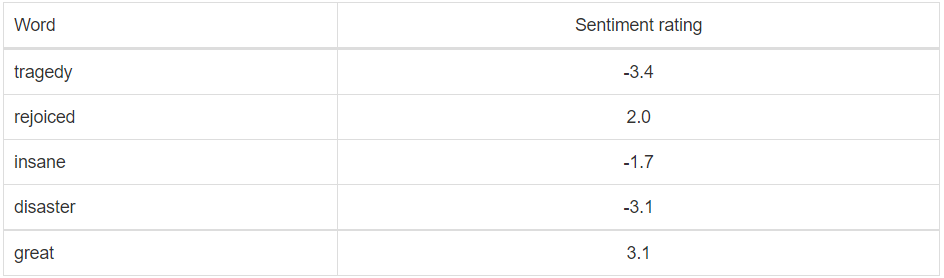 Word Sentiment rating
tragedy -3.4
rejoiced 2.0
insane -1.7
disaster -3.1
great 3.1